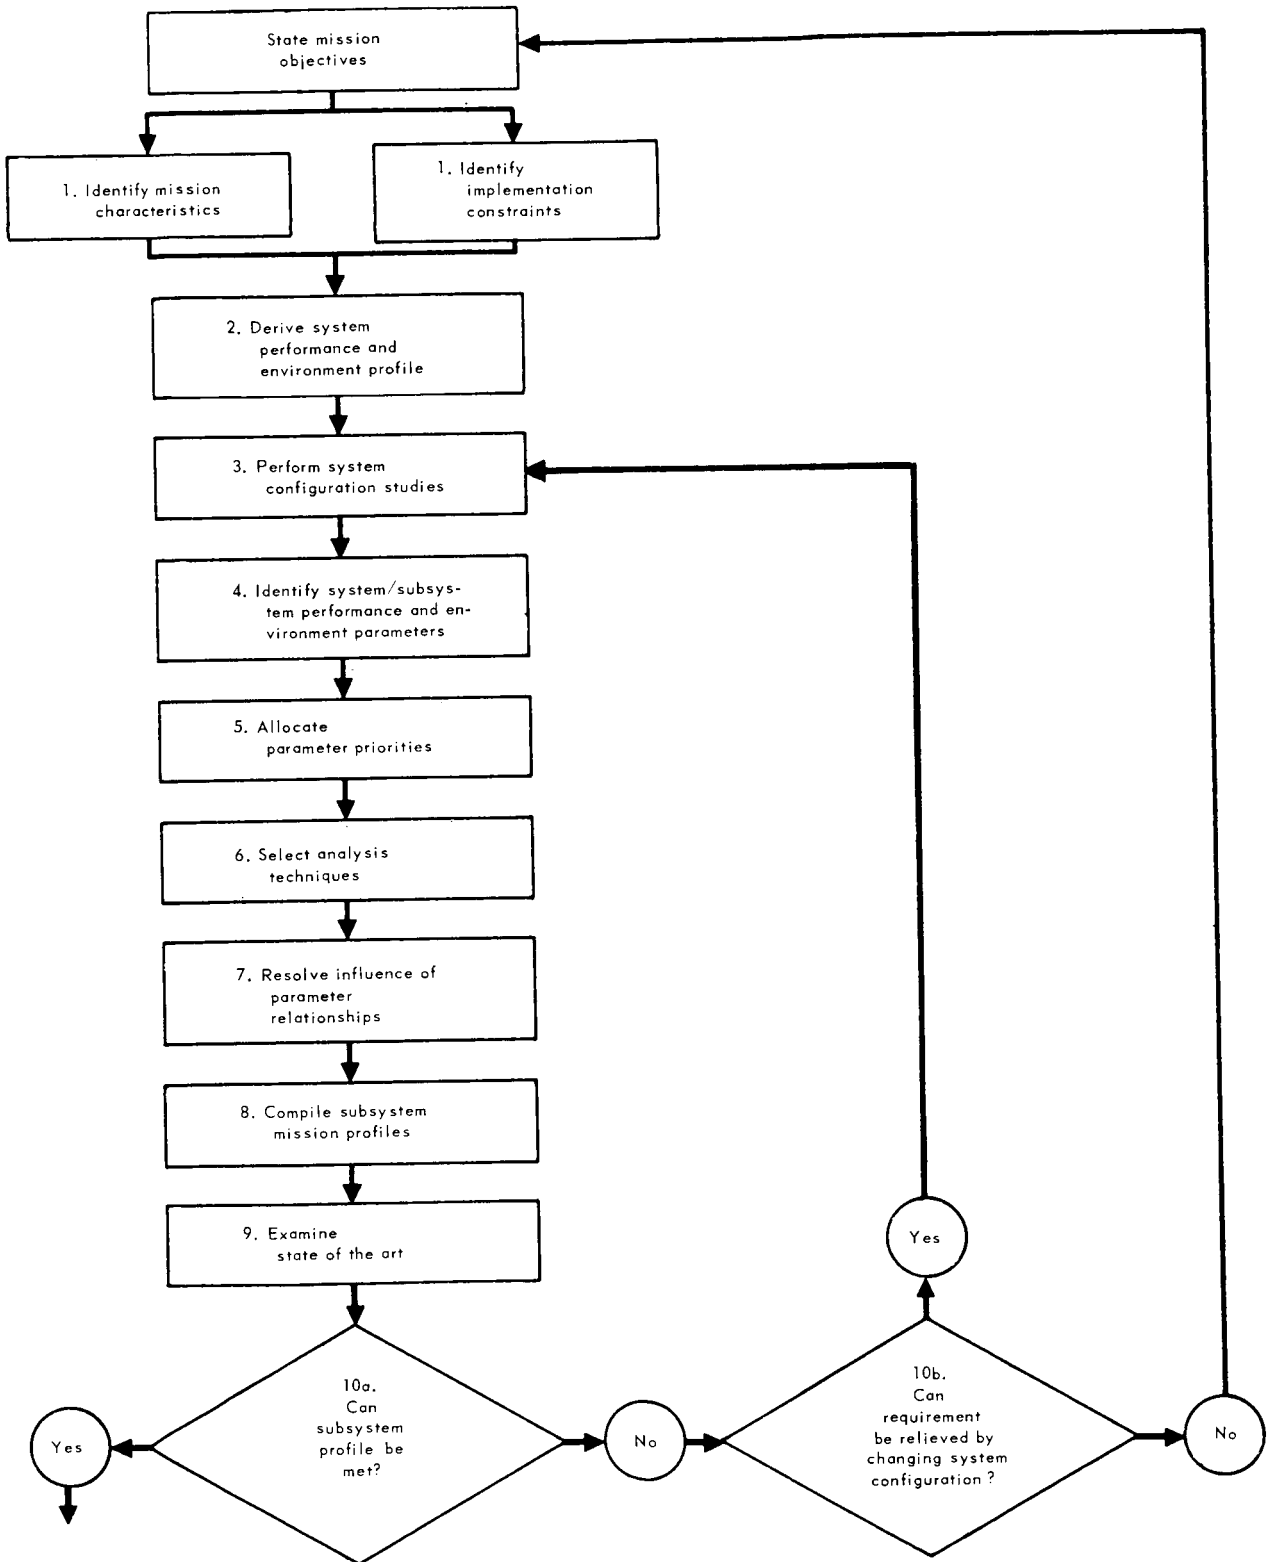 State mission
objectives
1. Identify mission
characteristics
1. Identify
implementation
constraints
2. Derive system
performance and
environment profile
3. Perform system
configuration studies
4. Identify system/subsys-
tem performance and en-
vironment parameters
5. Allocate
parameter priorities
6. Select analysis
techniques
7. Resolve influence of
parameter
relationships
8. Compile subsystem
mission profiles
9. Examine
state of the art
Yes
10a.
Can
subsystem
profile be
met?
Yes
No
10b.
Can
requirement
be relieved by
changing system
configuration ?
No